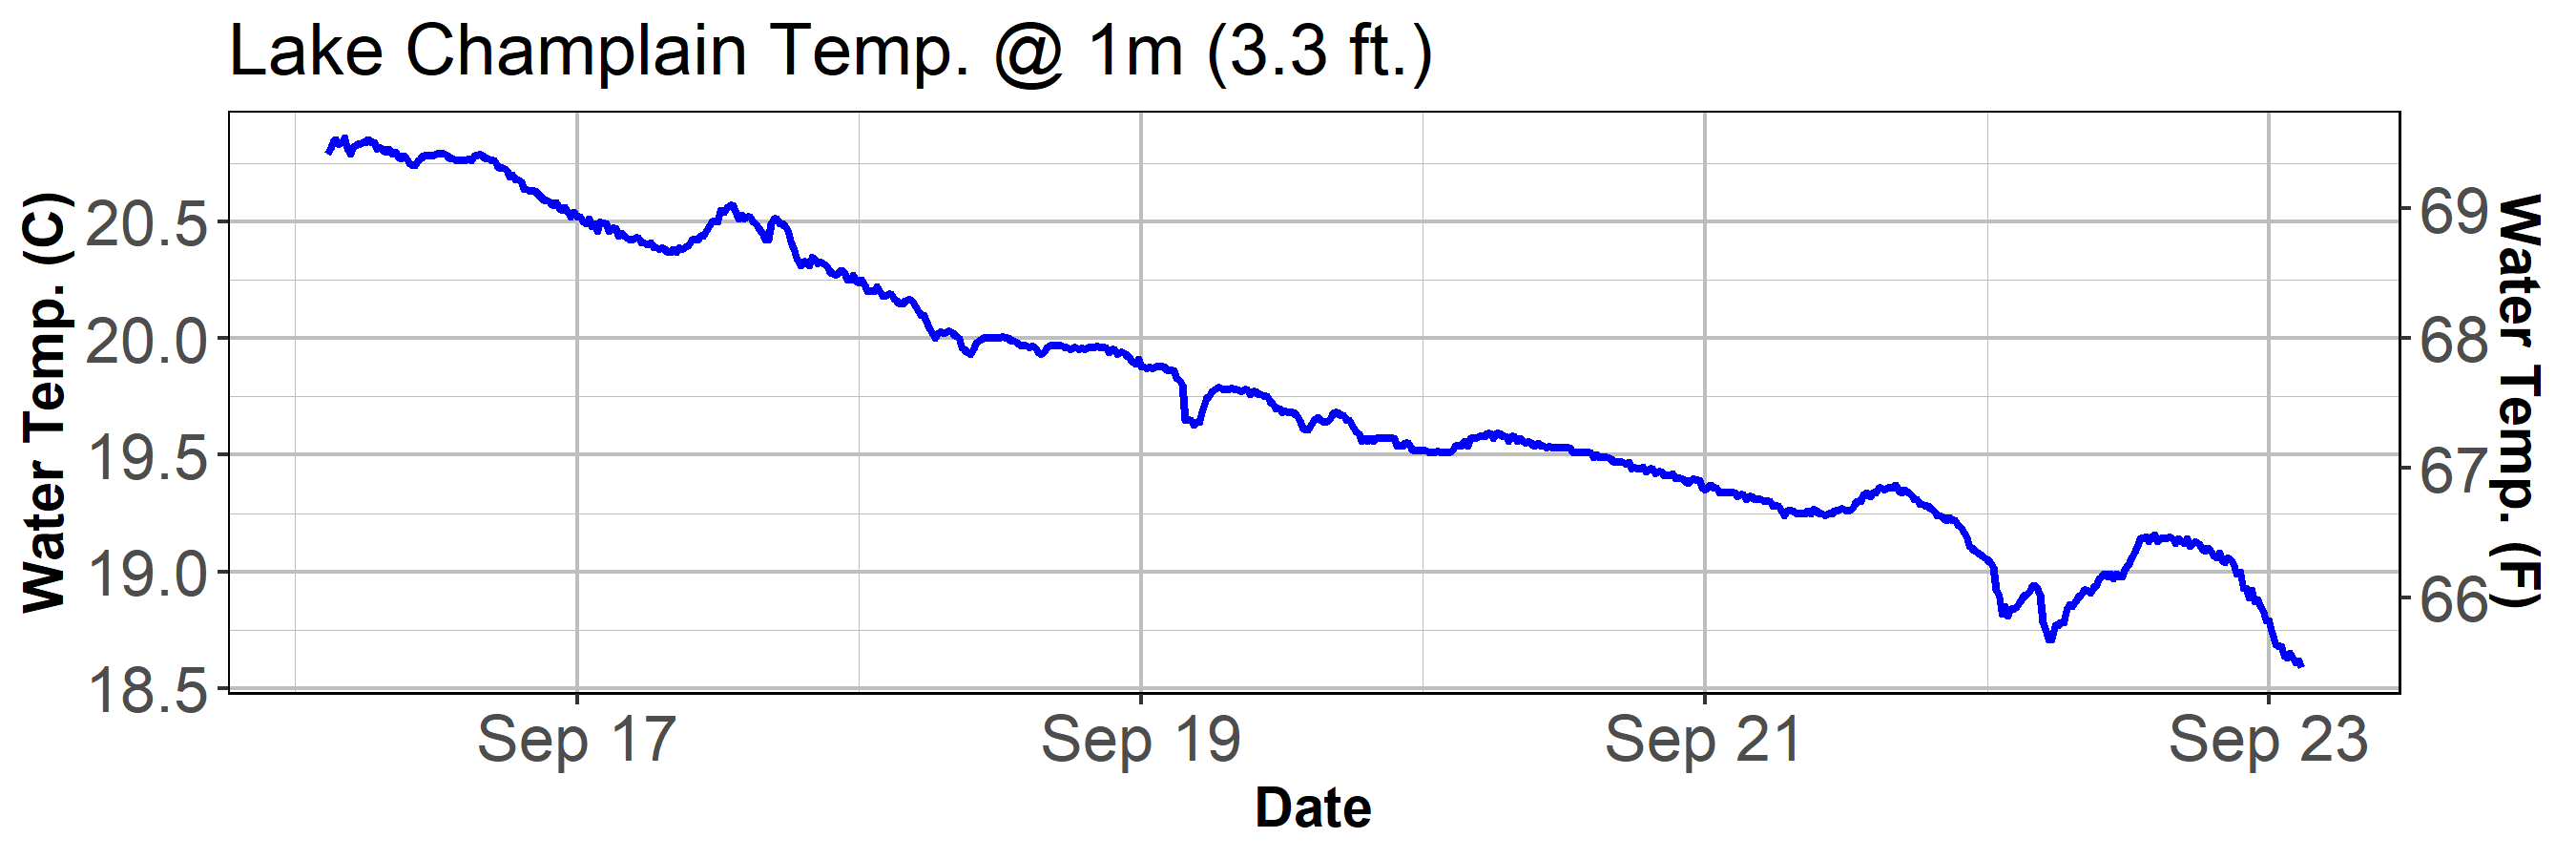 Lake Champlain Temp. @ 1m (3.3 ft.)
Water Temp. (C)
20.5
20.0
19.5
19.0
18.5
69
68
67
66
Water Temp. (F)
Sep 17 Sep 19 Sep 21 Sep 23
Date